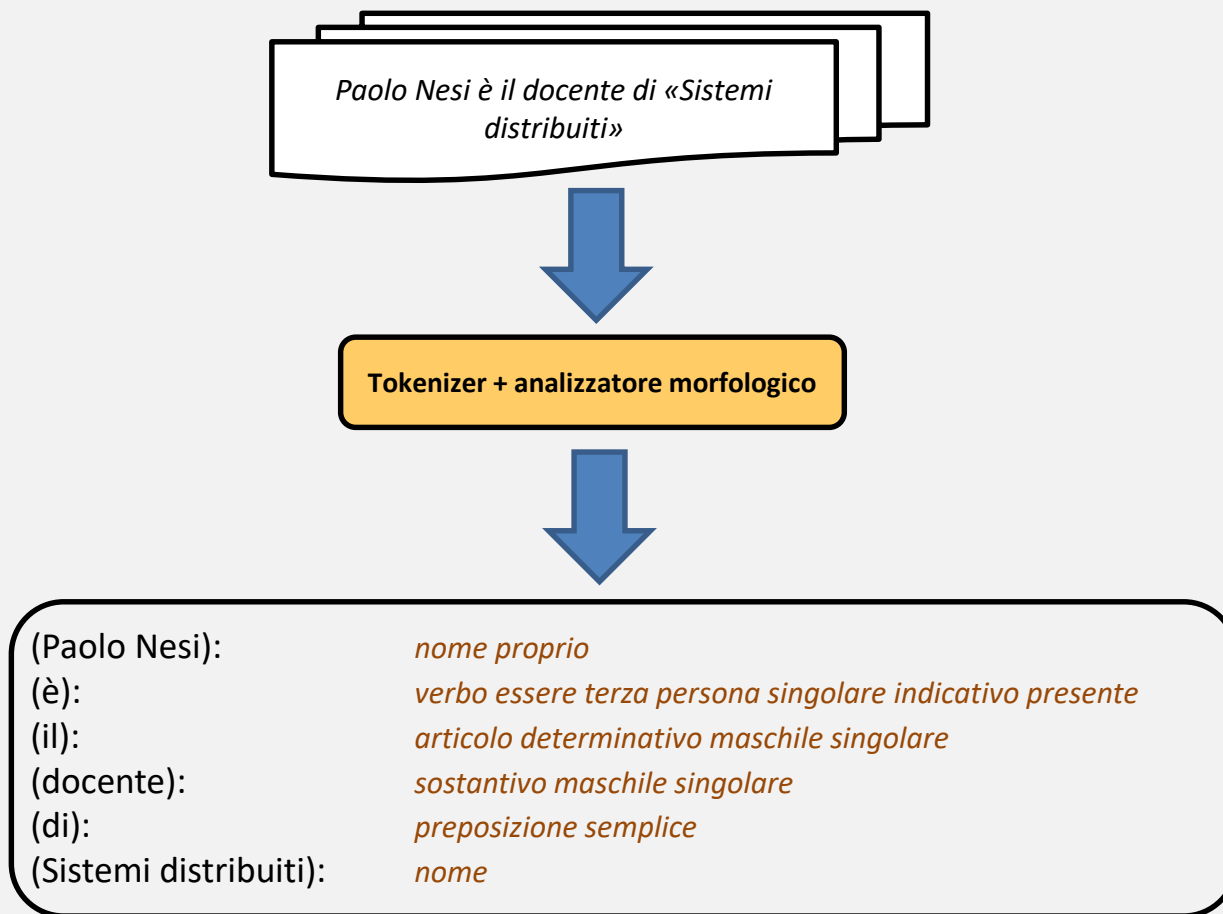 Paolo Nesi è il docente di «Sistemi
distribuiti»
Tokenizer + analizzatore morfologico
(Paolo Nesi): nome proprio
(è): verbo essere terza persona singolare indicativo presente
(il): articolo determinativo maschile singolare
(docente): sostantivo maschile singolare
(di): preposizione semplice
(Sistemi distribuiti): nome